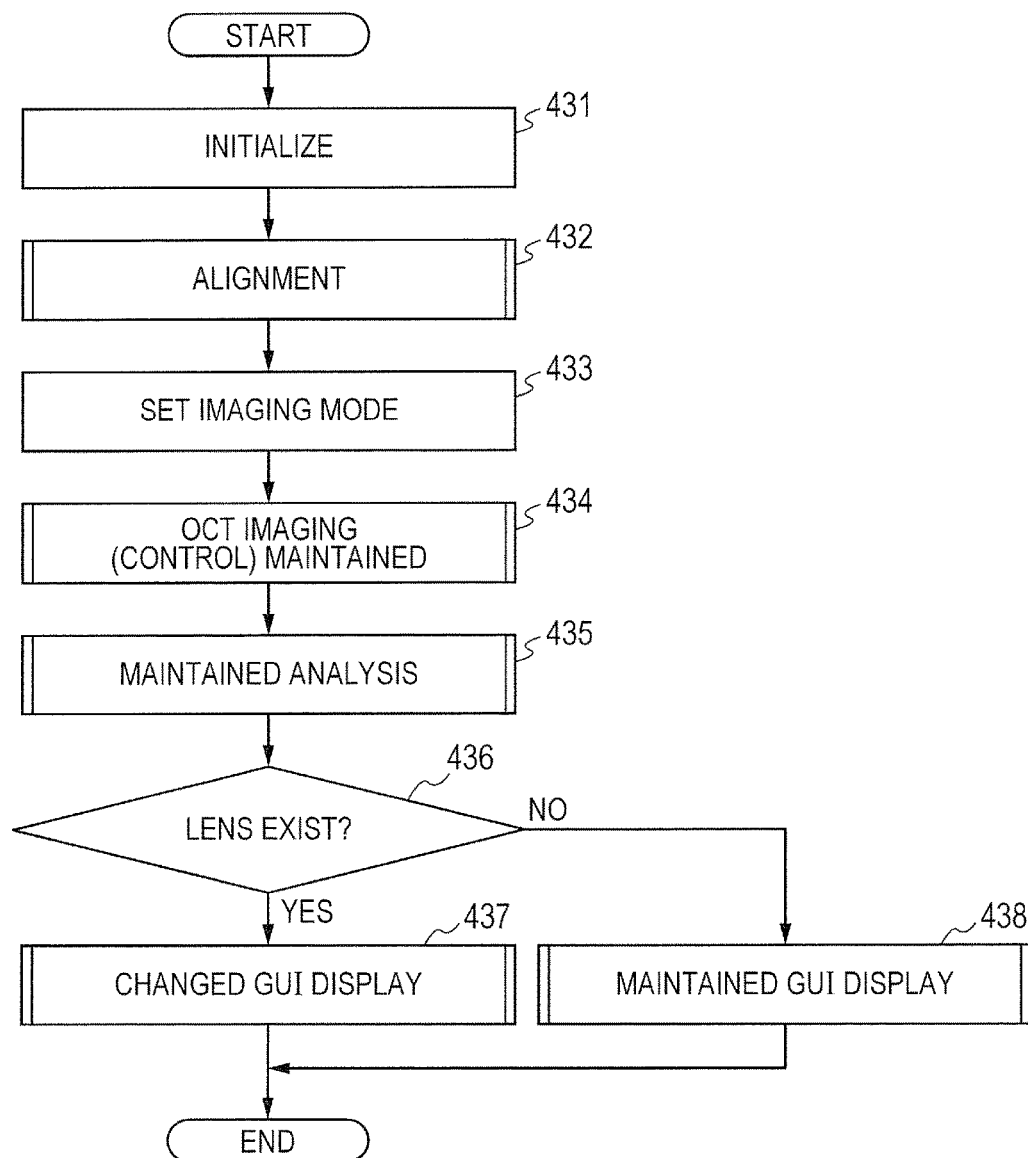 START
431
INITIALIZE
432
ALIGNMENT
433
SET IMAGING MODE
434
OCT IMAGING
(CONTROL) MAINTAINED
435
MAINTAINED ANALYSIS
436
LENS EXIST?
NO
YES
437
CHANGED GUI DISPLAY
438
MAINTAINED GUI DISPLAY
END